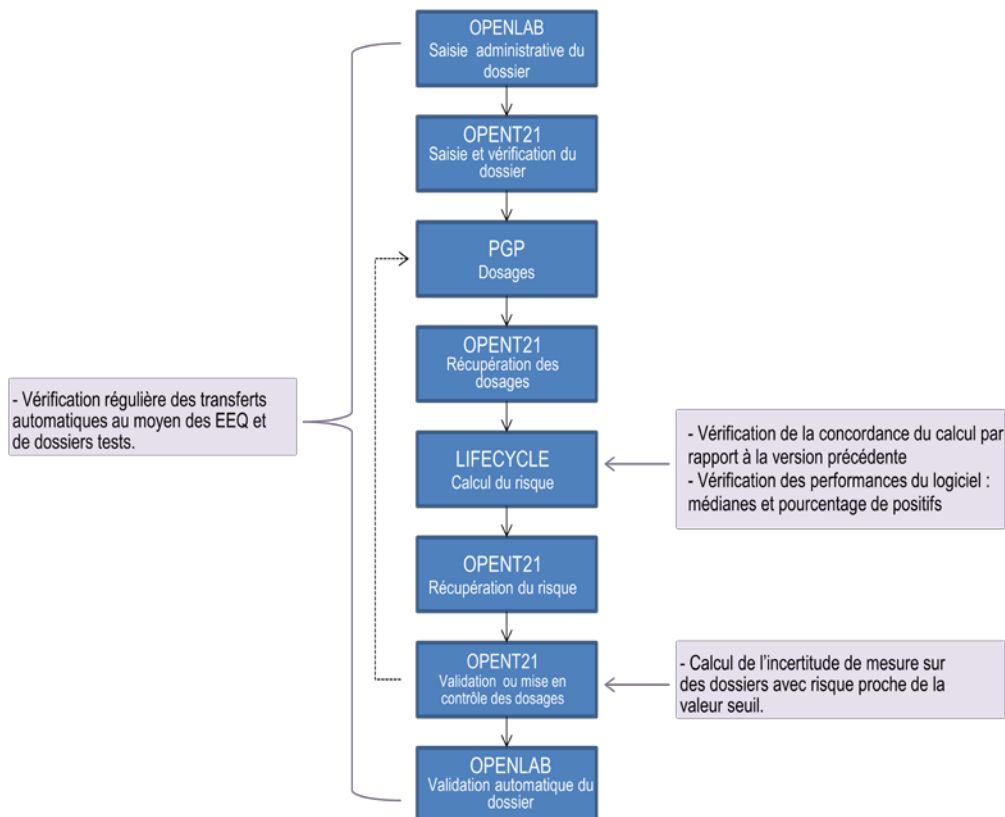 OPENLAB
Saisie administrative du
dossier
OPENT21
Saisie et vérification du
dossier
PGP
Dosages
OPENT21
Récupération des
dosages
- Vérification régulière des transferts
automatiques au moyen des EEQ et
de dossiers tests.
LIFECYCLE
Calcul du risque
- Vérification de la concordance du calcul par
rapport à la version précédente
- Vérification des performances du logiciel :
médianes et pourcentage de positifs
OPENT21
Récupération du risque
OPENT21
Validation ou mise en
contrôle des dosages
- Calcul de l'incertitude de mesure sur
des dossiers avec risque proche de la
valeur seuil.
OPENLAB
Validation automatique du
dossier